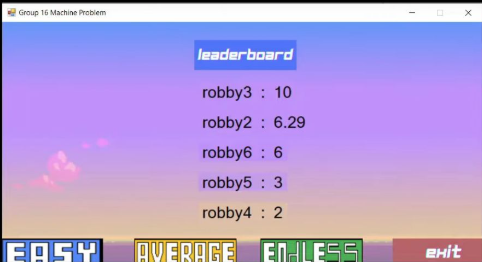 Group 16 Machine Problem
leaderboard
robby3 : 10
robby2 : 6.29
robby6 : 6
robby5 : 3
robby4 : 2
EASY AVERAGE ENDLESS exit